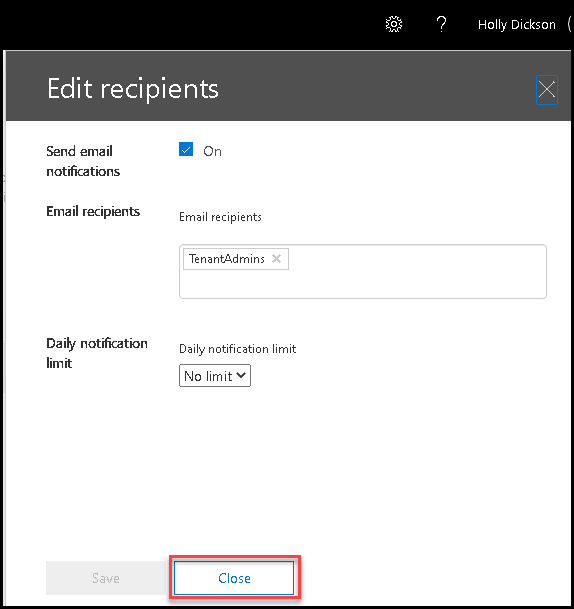 Holly Dickson
Edit recipients
Send email
notifications
On
Email recipients
Email recipients
TenantAdmins
Daily notification
limit
Daily notification limit
No limit
Save
Close